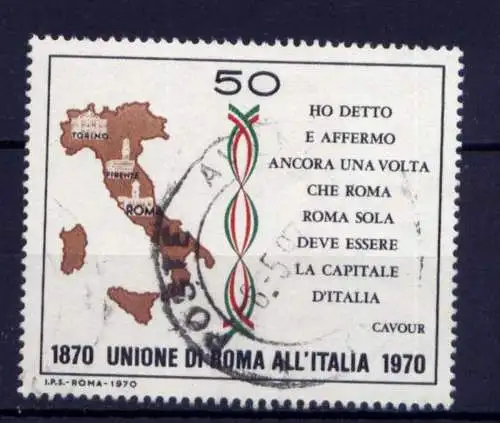 50
TORINO
FIRENZE
ROMA
HO DETTO
E AFFERMO
ANCORA UNA VOLTA
CHE ROMA
ROMA SOLA
DEVE ESSERE
LA CAPITALE
D'ITALIA
CAVOUR
POSTE
1870 UNIONE DI ROMA ALL'ITALIA 1970
I.P.S.-ROMA-1970